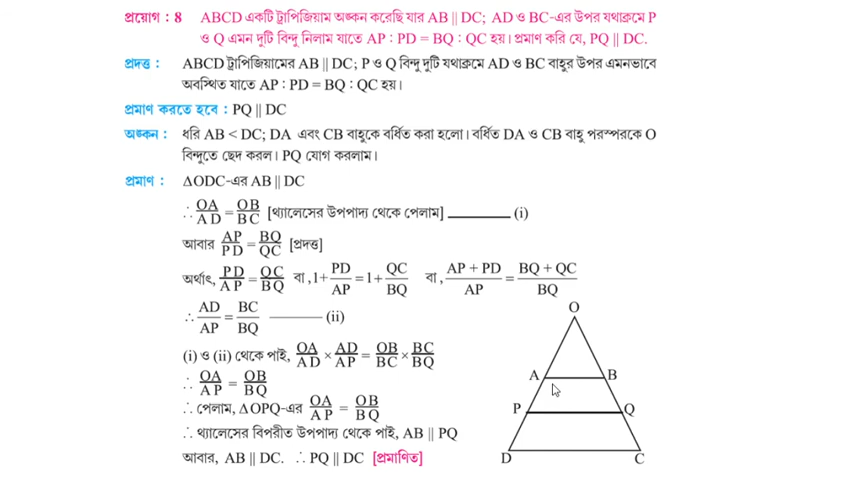 প্রয়োগ : 8 ABCD একটি ট্রাপিজিয়াম অঙ্কন করেছি যার AB || DC; AD ও BC-এর উপর যথাক্রমে P
ও Q এমন দুটি বিন্দু নিলাম যাতে AP : PD = BQ : QC হয়। প্রমাণ করি যে, PQ || DC.
প্রদত্ত : ABCD ট্রাপিজিয়ামের AB || DC; P ও Q বিন্দু দুটি যথাক্রমে AD ও BC বাহুর উপর এমনভাবে
অবস্থিত যাতে AP : PD = BQ : QC হয়।
প্রমাণ করতে হবে : PQ || DC
অঙ্কন : ধরি AB < DC; DA এবং CB বাহুকে বর্ধিত করা হলো। বর্ধিত DA ও CB বাহু পরস্পরকে O
বিন্দুতে ছেদ করল। PQ যোগ করলাম।
প্রমাণ : ΔODC-এর AB || DC
∴ OA/AD = OB/BC [থ্যালেসের উপপাদ্য থেকে পেলাম] ________ (i)
আবার AP/PD = BQ/QC [প্রদত্ত]
অর্থাৎ, PD/AP = QC/BQ বা ,1+ PD/AP = 1+ QC/BQ বা, AP + PD/AP = BQ + QC/BQ
∴ AD/AP = BC/BQ ________ (ii)
(i) ও (ii) থেকে পাই, OA/AD × AD/AP = OB/BC × BC/BQ
∴ OA/AP = OB/BQ
∴ পেলাম, ΔOPQ-এর OA/AP = OB/BQ
∴ থ্যালেসের বিপরীত উপপাদ্য থেকে পাই, AB || PQ
আবার, AB || DC. ∴ PQ || DC [প্রমাণিত]
O
A B
P Q
D C